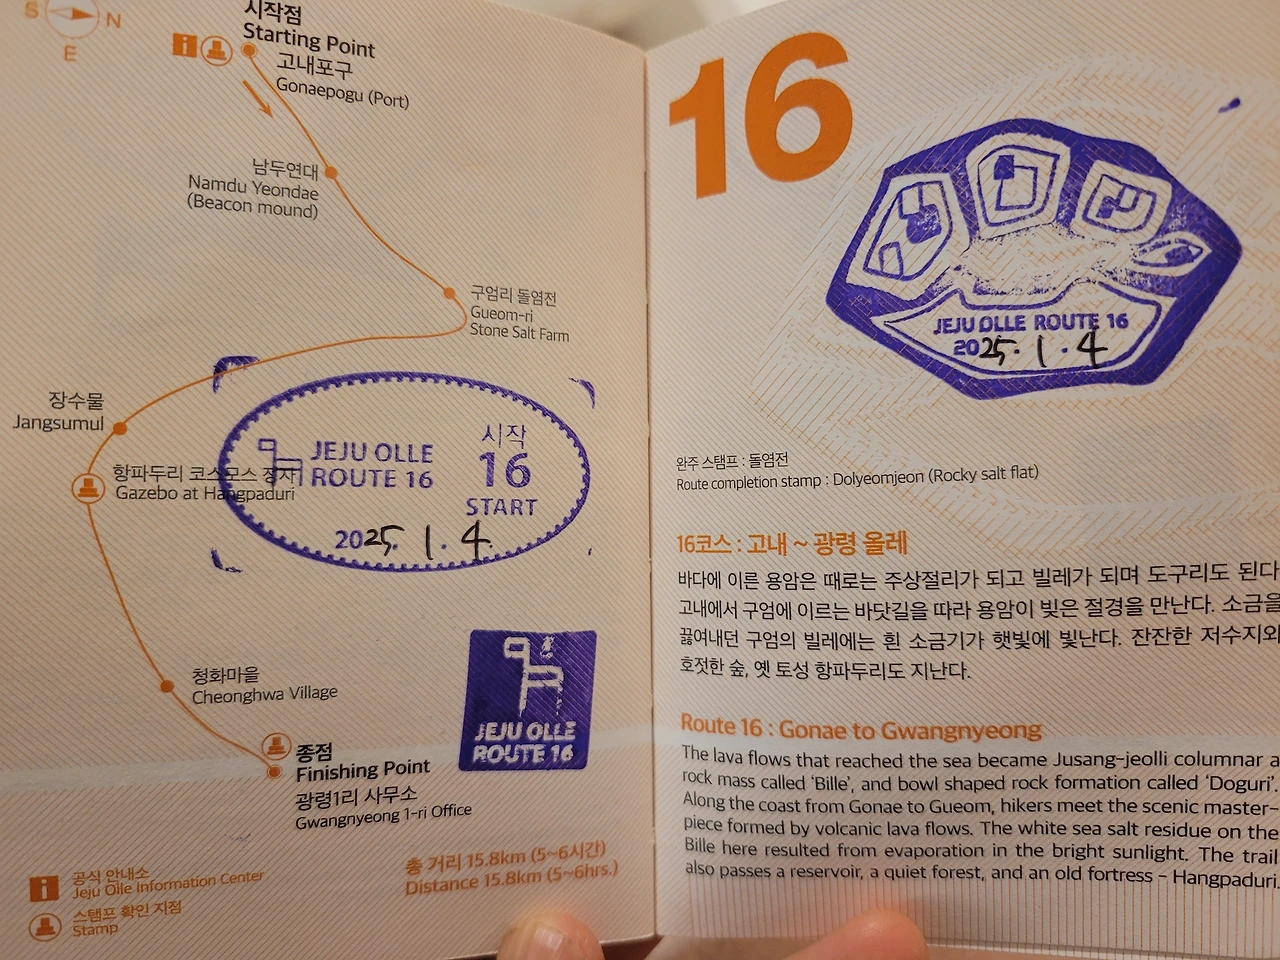 S
N
E
시작점
Starting Point
고내포구
Gonaepogu (Port)
남두연대
Namdu Yeondae
(Beacon mound)
구엄리 돌염전
Gueom-ri
Stone Salt Farm
장수물
Jangsumul
항파두리 코스모스 정자
Gazebo at Hangpaduri
JEJU OLLE
ROUTE 16
시작
16
START
2025. 1. 4.
청화마을
Cheonghwa Village
종점
Finishing Point
광령1리 사무소
Gwangnyeong 1-ri Office
JEJU OLLE
ROUTE 16
총 거리 15.8km (5~6시간)
Distance 15.8km (5~6hrs.)
공식 안내소
Jeju Olle Information Center
스탬프 확인 지점
Stamp
16
JEJU OLLE ROUTE 16
2025. 1. 4
완주 스탬프 : 돌염전
Route completion stamp : Dolyeomjeon (Rocky salt flat)
16코스 : 고내 ~ 광령 올레
바다에 이른 용암은 때로는 주상절리가 되고 빌레가 되며 도구리도 된다
고내에서 구엄에 이르는 바닷길을 따라 용암이 빚은 절경을 만난다. 소금을
끓여내던 구엄의 빌레에는 흰 소금기가 햇빛에 빛난다. 잔잔한 저수지와
호젓한 숲, 옛 토성 항파두리도 지난다.
Route 16 : Gonae to Gwangnyeong
The lava flows that reached the sea became Jusang-jeolli columnar a
rock mass called ‘Bille’, and bowl shaped rock formation called ‘Doguri’.
Along the coast from Gonae to Gueom, hikers meet the scenic master-
piece formed by volcanic lava flows. The white sea salt residue on the
Bille here resulted from evaporation in the bright sunlight. The trail
also passes a reservoir, a quiet forest, and an old fortress - Hangpaduri.